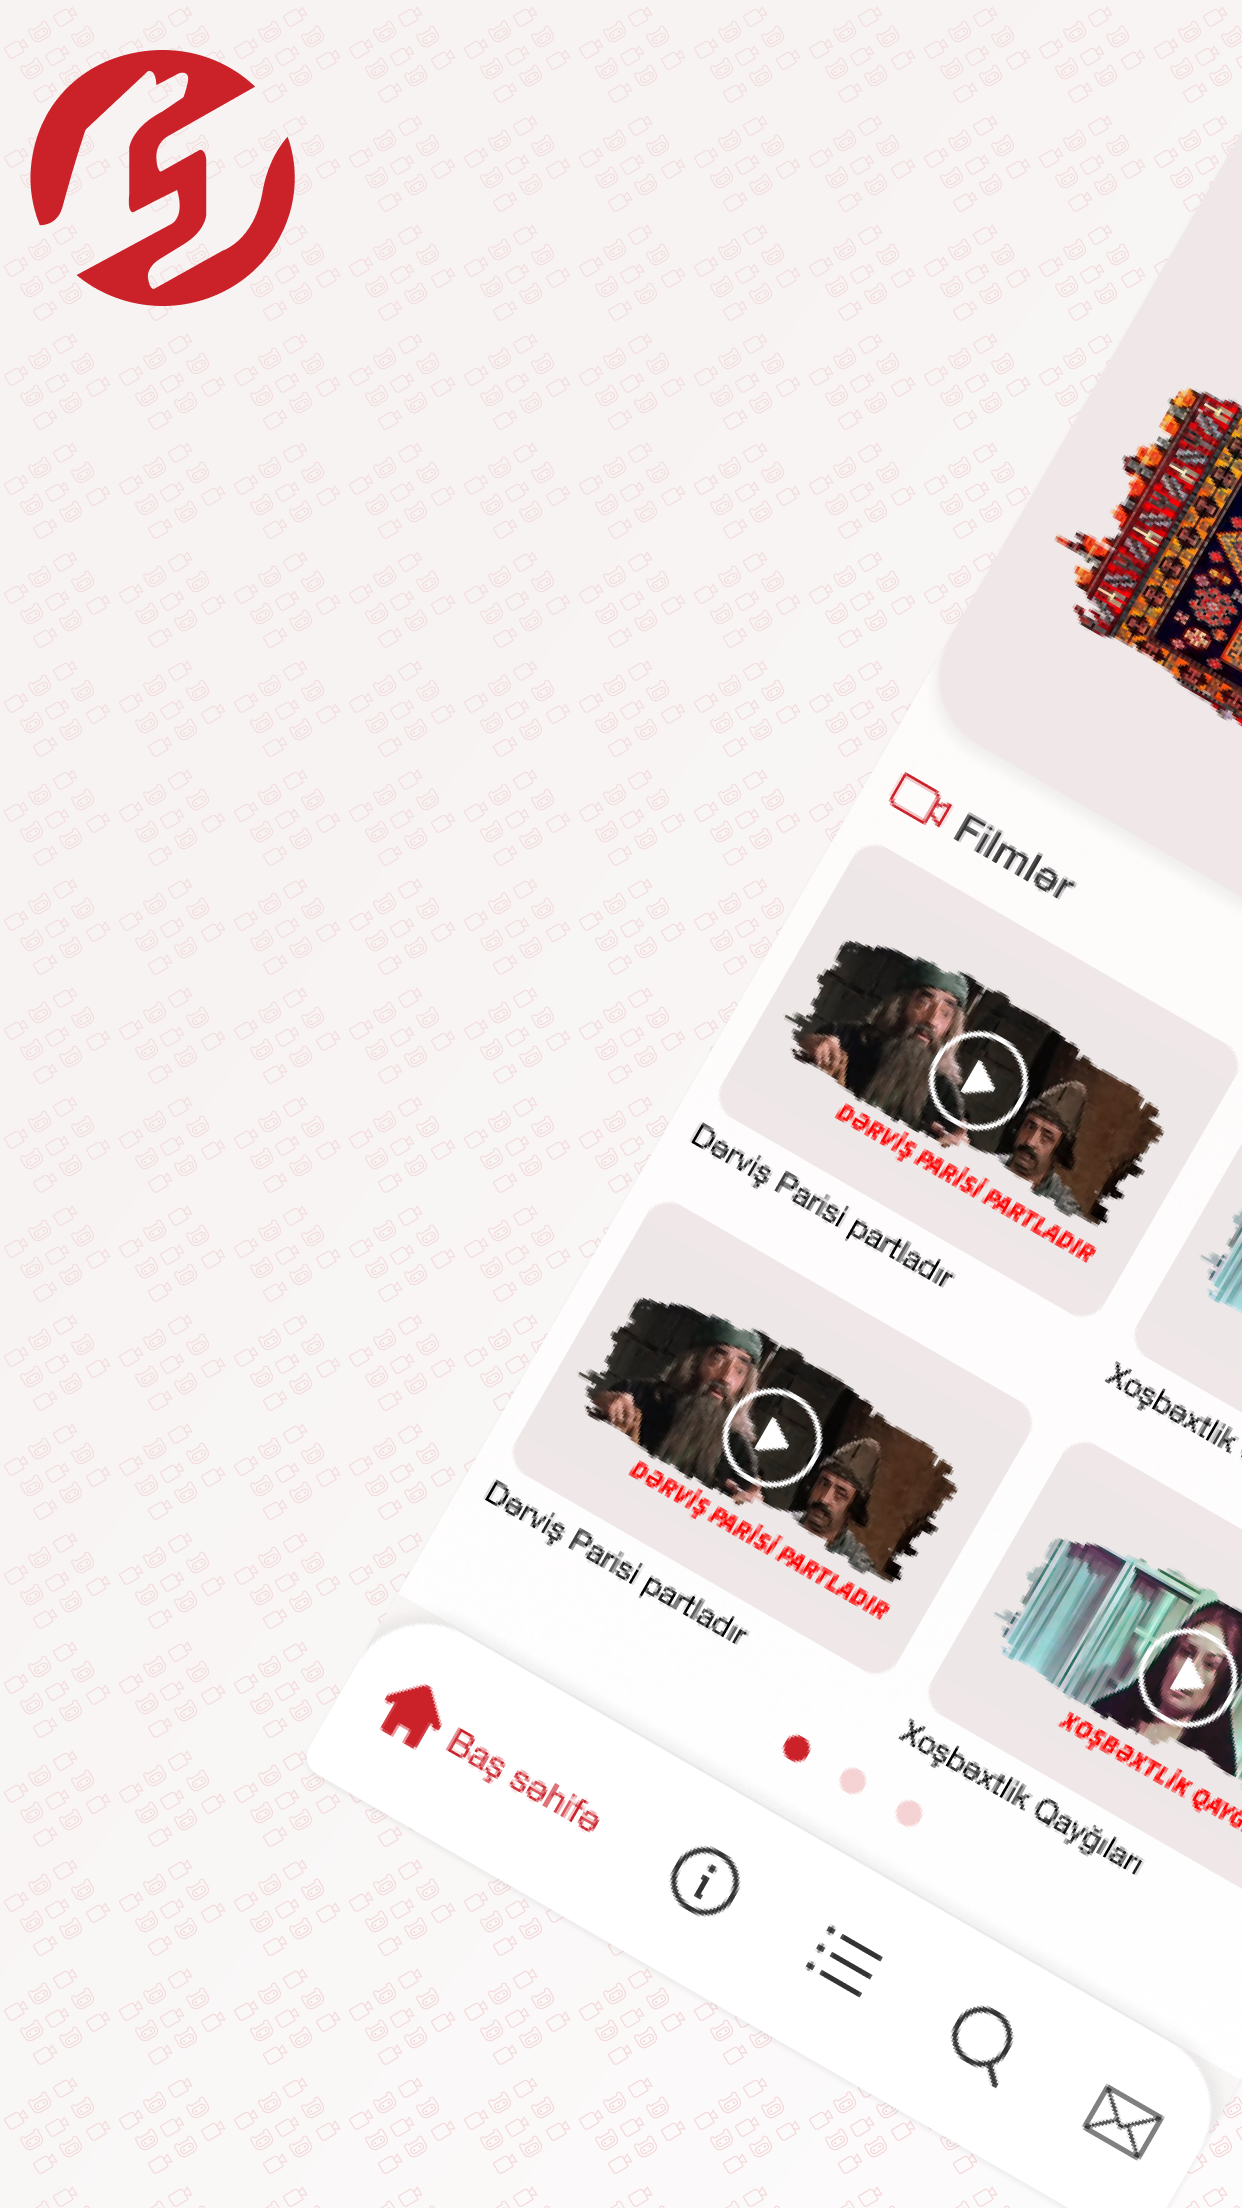 Filmlər
DƏRVİŞ PARİSİ PARTLADIR
Dərviş Parisi partladır
Xoşbəxtlik
DƏRVİŞ PARİSİ PARTLADIR
Dərviş Parisi partladır
XOŞBƏXTLİK
Xoşbəxtlik Qayğıları
Baş səhifə